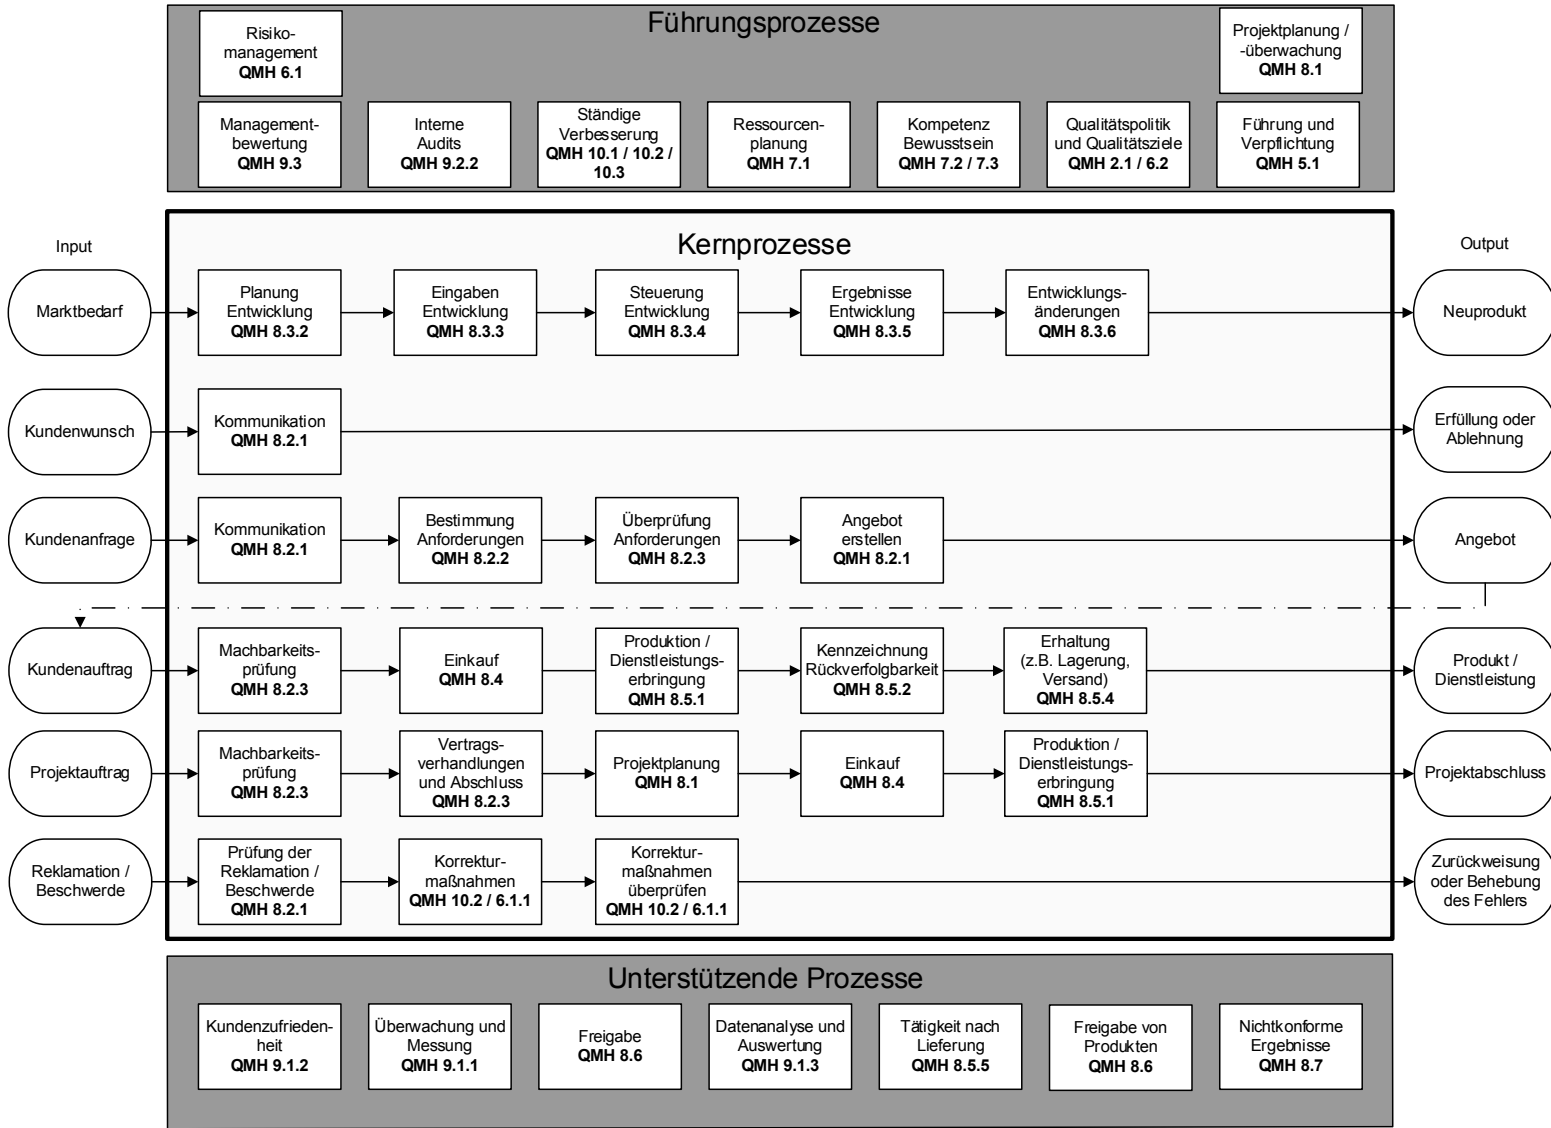 Führungsprozesse
Risiko-
management
QMH 6.1
Projektplanung /
-überwachung
QMH 8.1
Management-
bewertung
QMH 9.3
Interne
Audits
QMH 9.2.2
Ständige
Verbesserung
QMH 10.1 / 10.2 /
10.3
Ressourcen-
planung
QMH 7.1
Kompetenz
Bewusstsein
QMH 7.2 / 7.3
Qualitätspolitik
und Qualitätsziele
QMH 2.1 / 6.2
Führung und
Verpflichtung
QMH 5.1
Input
Kernprozesse
Output
Marktbedarf
Planung
Entwicklung
QMH 8.3.2
Eingaben
Entwicklung
QMH 8.3.3
Steuerung
Entwicklung
QMH 8.3.4
Ergebnisse
Entwicklung
QMH 8.3.5
Entwicklungs-
änderungen
QMH 8.3.6
Neuprodukt
Kundenwunsch
Kommunikation
QMH 8.2.1
Erfüllung oder
Ablehnung
Kundenanfrage
Kommunikation
QMH 8.2.1
Bestimmung
Anforderungen
QMH 8.2.2
Überprüfung
Anforderungen
QMH 8.2.3
Angebot
erstellen
QMH 8.2.1
Angebot
Kundenauftrag
Machbarkeits-
prüfung
QMH 8.2.3
Einkauf
QMH 8.4
Produktion /
Dienstleistungs-
erbringung
QMH 8.5.1
Kennzeichnung
Rückverfolgbarkeit
QMH 8.5.2
Erhaltung
(z.B. Lagerung,
Versand)
QMH 8.5.4
Produkt /
Dienstleistung
Projektauftrag
Machbarkeits-
prüfung
QMH 8.2.3
Vertrags-
verhandlungen
und Abschluss
QMH 8.2.3
Projektplanung
QMH 8.1
Einkauf
QMH 8.4
Produktion /
Dienstleistungs-
erbringung
QMH 8.5.1
Projektabschluss
Reklamation /
Beschwerde
Prüfung der
Reklamation /
Beschwerde
QMH 8.2.1
Korrektur-
maßnahmen
QMH 10.2 / 6.1.1
Korrektur-
maßnahmen
überprüfen
QMH 10.2 / 6.1.1
Zurückweisung
oder Behebung
des Fehlers
Unterstützende Prozesse
Kundenzufrieden-
heit
QMH 9.1.2
Überwachung und
Messung
QMH 9.1.1
Freigabe
QMH 8.6
Datenanalyse und
Auswertung
QMH 9.1.3
Tätigkeit nach
Lieferung
QMH 8.5.5
Freigabe von
Produkten
QMH 8.6
Nichtkonforme
Ergebnisse
QMH 8.7